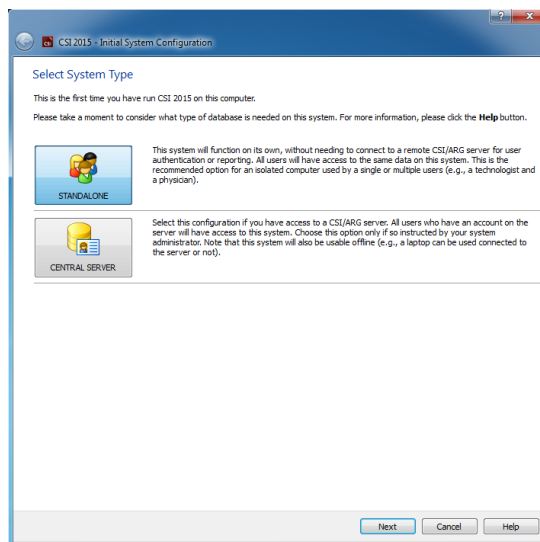 CSI 2015 - Initial System Configuration
Select System Type
This is the first time you have run CSI 2015 on this computer.
Please take a moment to consider what type of database is needed on this system. For more information, please click the Help button.
This system will function on its own, without needing to connect to a remote CSI/ARG server for user
authentication or reporting. All users will have access to the same data on this system. This is the
recommended option for an isolated computer used by a single or multiple users (e.g., a technologist and
a physician).
STANDALONE
Select this configuration if you have access to a CSI/ARG server. All users who have an account on the
server will have access to this system. Choose this option only if so instructed by your system
administrator. Note that this system will also be usable offline (e.g., a laptop can be used connected to
the server or not).
CENTRAL SERVER
Next Cancel Help